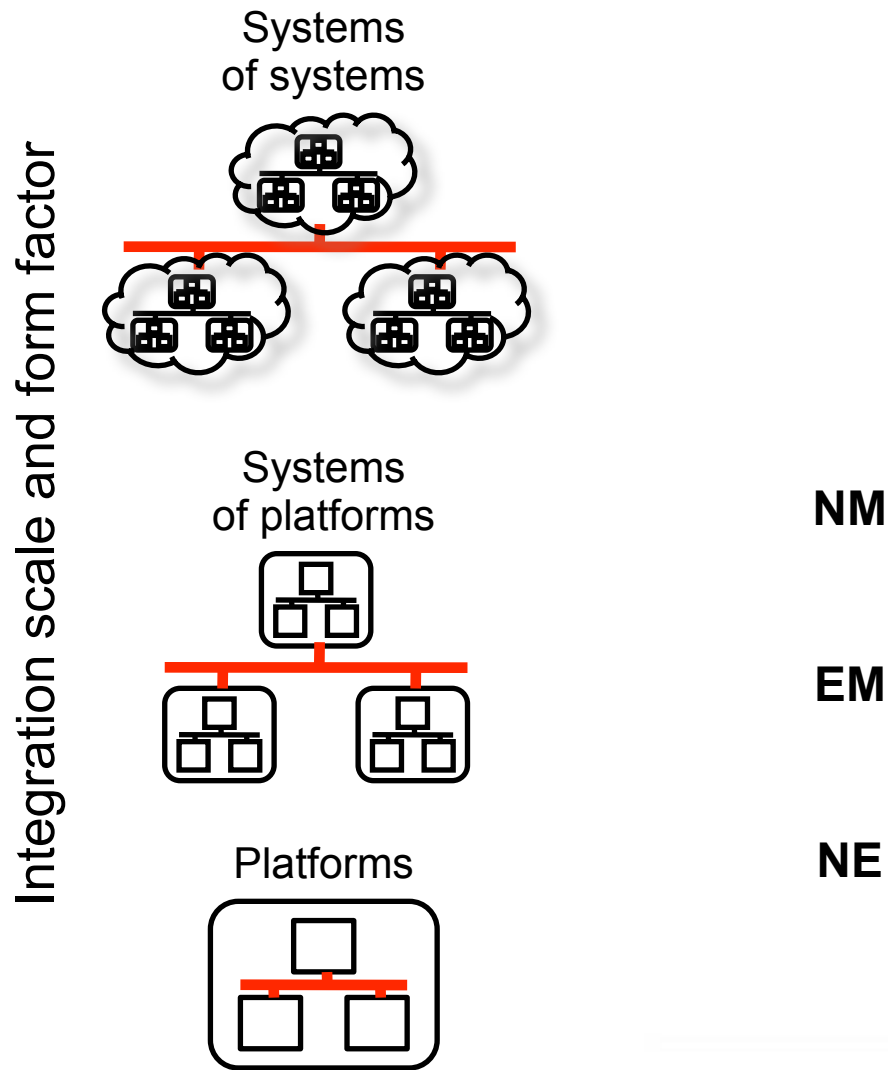 Systems
of systems
Integration scale and form factor
Systems
of platforms
NM
EM
Platforms
NE